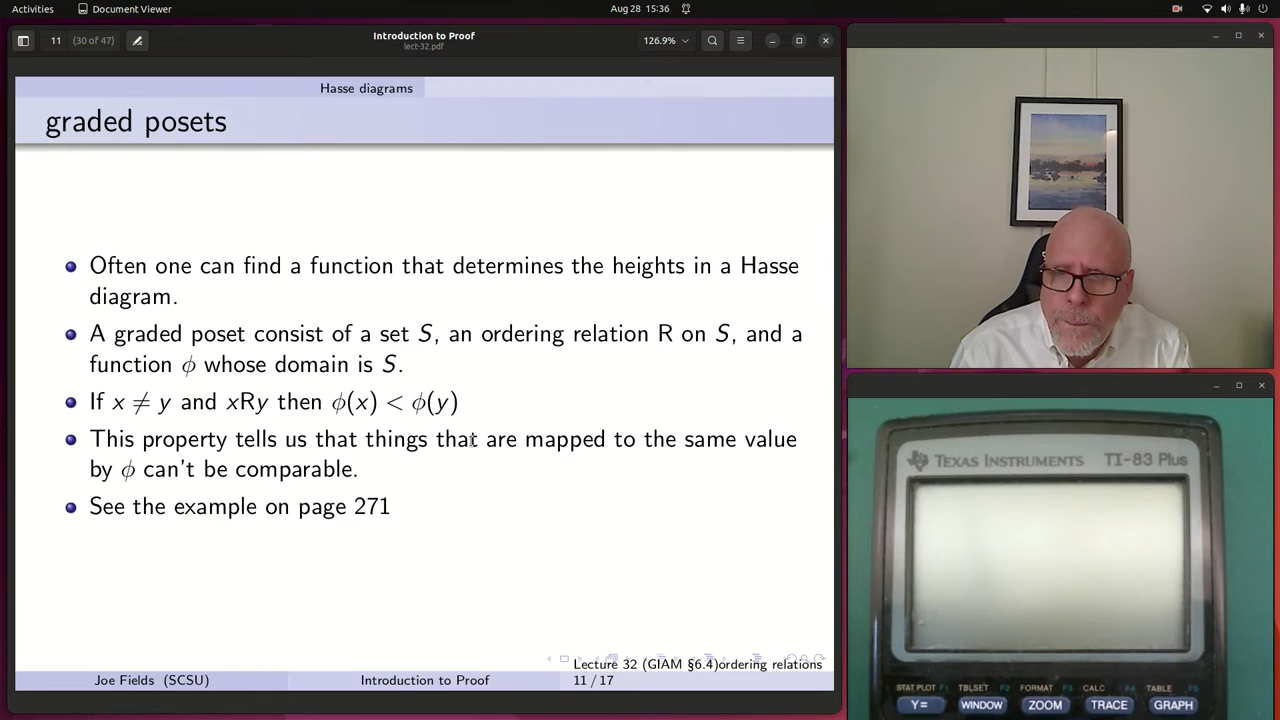 Activities
Document Viewer
Aug 28 15:36
11
(30 of 47)
Introduction to Proof
lect-32.pdf
126.9%
Hasse diagrams
graded posets
Often one can find a function that determines the heights in a Hasse
diagram.
A graded poset consist of a set S, an ordering relation R on S, and a
function ϕ whose domain is S.
If x ≠ y and xRy then ϕ(x) < ϕ(y)
This property tells us that things that are mapped to the same value
by ϕ can't be comparable.
See the example on page 271
Lecture 32 (GIAM §6.4)ordering relations
Joe Fields (SCSU)
Introduction to Proof
11 / 17
TEXAS INSTRUMENTS
TI-83 Plus
STAT PLOT F1
TBLSET F2
FORMAT F3
CALC F4
TABLE F5
Y=
WINDOW
ZOOM
TRACE
GRAPH